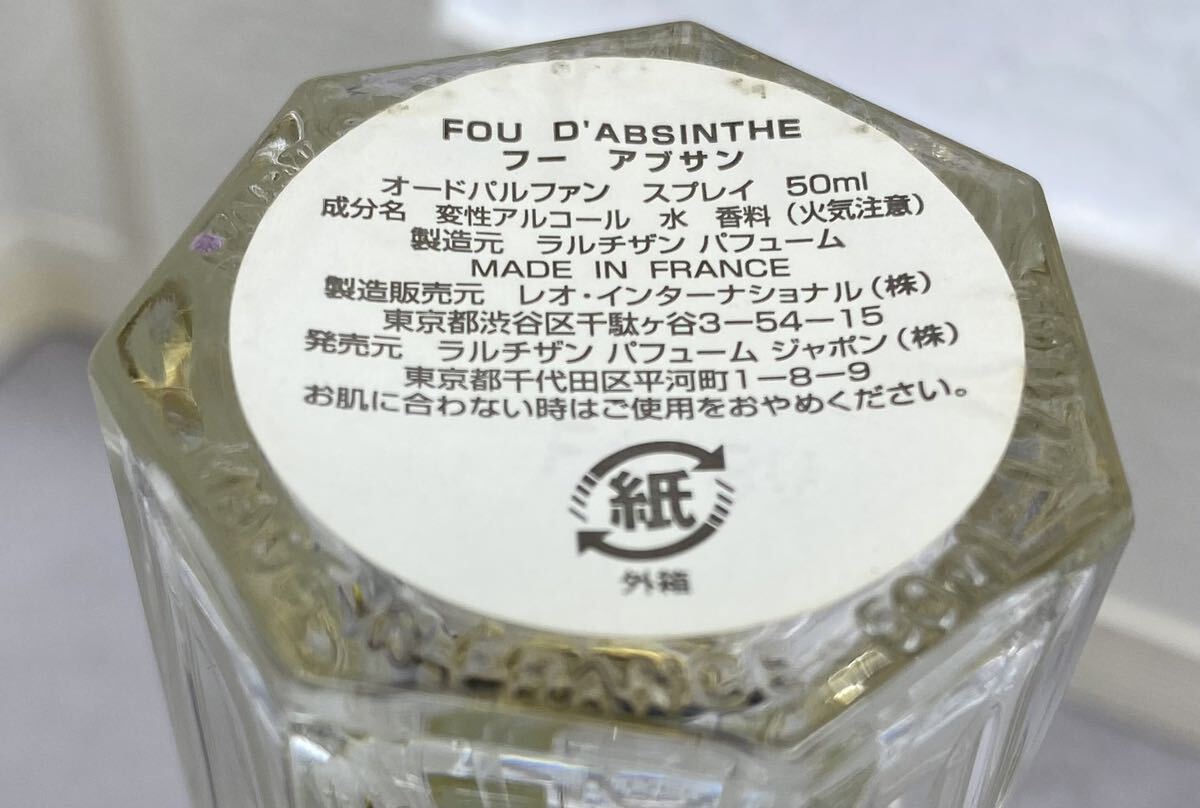 FOU D'ABSINTHE
フー アブサン
オードパルファン スプレイ 50ml
成分名 変性アルコール 水 香料(火気注意)
製造元 ラルチザン パフューム
MADE IN FRANCE
製造販売元 レオ・インターナショナル(株)
東京都渋谷区千駄ヶ谷3-54-15
発売元 ラルチザン パフューム ジャポン(株)
東京都千代田区平河町1-8-9
お肌に合わない時はご使用をおやめください。
紙
外箱
50ml